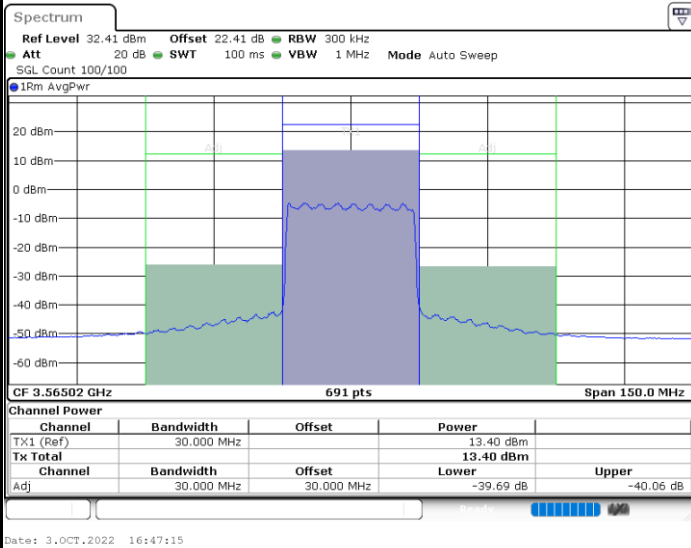 Spectrum
Ref Level 32.41 dBm Offset 22.41 dB RBW 300 kHz
Att 20 dB SWT 100 ms VBW 1 MHz Mode Auto Sweep
SGL Count 100/100
1Rm AvgPwr
20 dBm
Adj Adj
10 dBm
0 dBm
-10 dBm
-20 dBm
-30 dBm
-40 dBm
-50 dBm
-60 dBm
CF 3.56502 GHz 691 pts Span 150.0 MHz
Channel Power
Channel Bandwidth Offset Power
TX1 (Ref) 30.000 MHz 13.40 dBm
Tx Total 13.40 dBm
Channel Bandwidth Offset Lower Upper
Adj 30.000 MHz 30.000 MHz -39.69 dB -40.06 dB
Ready
Date: 3.OCT.2022 16:47:15